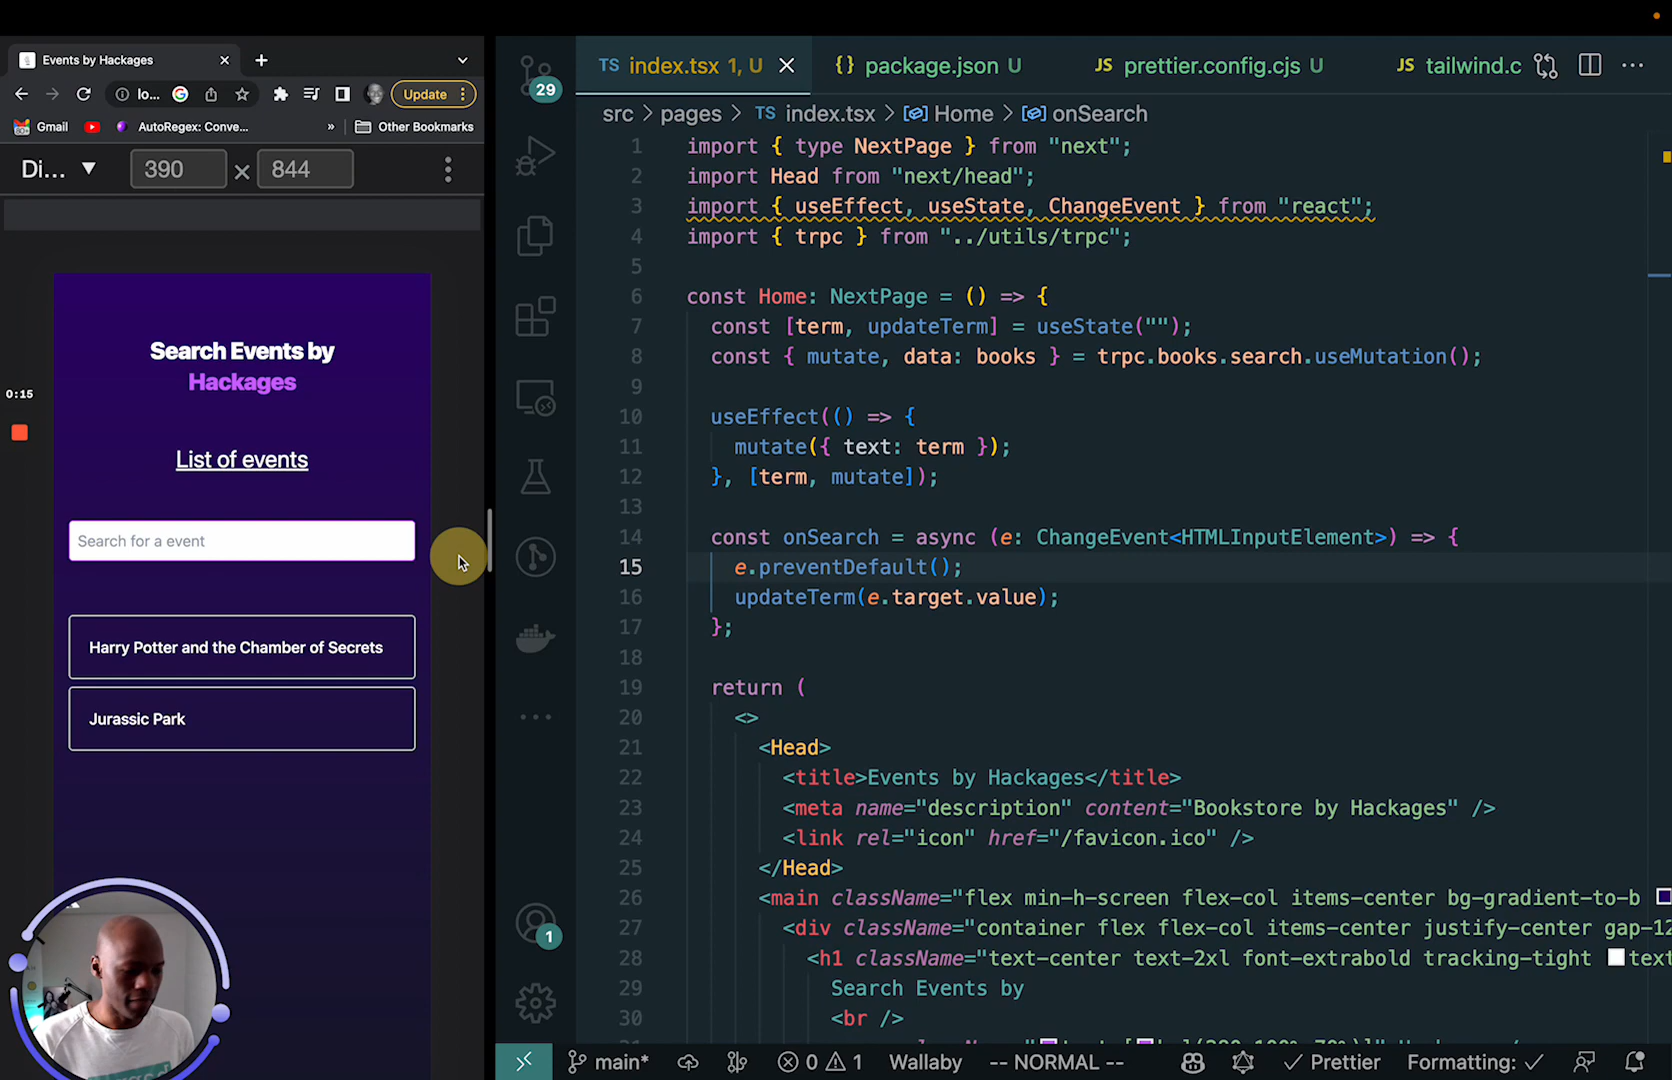 Events by Hackages
lo...
Update
Gmail
AutoRegex: Conve...
»
Other Bookmarks
Di... ▼ 390 × 844
Search Events by
Hackages
0:15
List of events
Search for a event
Harry Potter and the Chamber of Secrets
Jurassic Park
29
1
TS index.tsx 1, U
{} package.json U
JS prettier.config.cjs U
JS tailwind.c
src > pages > TS index.tsx > Home > onSearch
1 import { type NextPage } from "next";
2 import Head from "next/head";
3 import { useEffect, useState, ChangeEvent } from "react";
4 import { trpc } from "../utils/trpc";
5
6 const Home: NextPage = () => {
7 const [term, updateTerm] = useState("");
8 const { mutate, data: books } = trpc.books.search.useMutation();
9
10 useEffect(() => {
11 mutate({ text: term });
12 }, [term, mutate]);
13
14 const onSearch = async (e: ChangeEvent<HTMLInputElement>) => {
15 e.preventDefault();
16 updateTerm(e.target.value);
17 };
18
19 return (
20 <>
21 <Head>
22 <title>Events by Hackages</title>
23 <meta name="description" content="Bookstore by Hackages" />
24 <link rel="icon" href="/favicon.ico" />
25 </Head>
26 <main className="flex min-h-screen flex-col items-center bg-gradient-to-b
27 <div className="container flex flex-col items-center justify-center gap-12
28 <h1 className="text-center text-2xl font-extrabold tracking-tight text
29 Search Events by
30 <br />
main* 0 1 Wallaby -- NORMAL -- Prettier Formatting: ✓